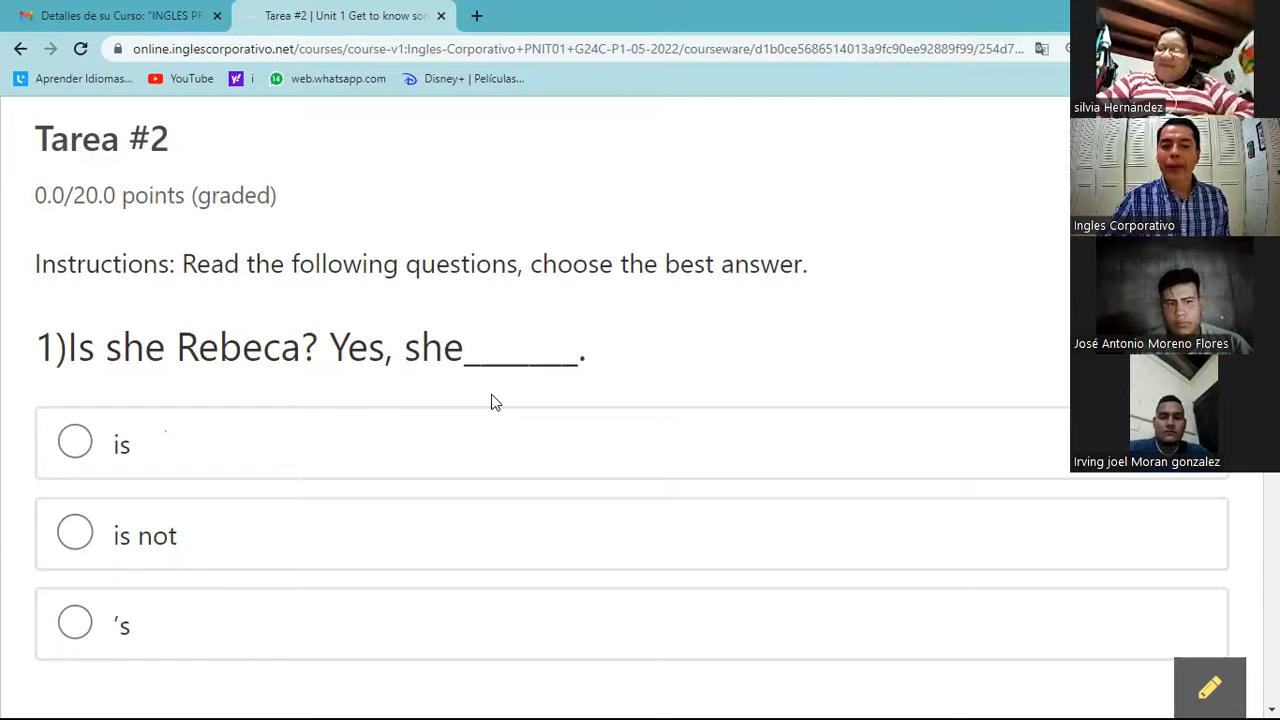 Detalles de su Curso: "INGLES PR
Tarea #2 | Unit 1 Get to know son
online.inglescorporativo.net/courses/course-v1:Ingles-Corporativo+PNIT01+G24C-P1-05-2022/courseware/d1b0ce5686514013a9fc90ee92889f99/254d7...
Aprender Idiomas... YouTube i web.whatsapp.com Disney+ | Películas...
silvia Hernández
Ingles Corporativo
José Antonio Moreno Flores
Irving joel Moran gonzalez
Tarea #2
0.0/20.0 points (graded)
Instructions: Read the following questions, choose the best answer.
1)Is she Rebeca? Yes, she______.
is
is not
’s